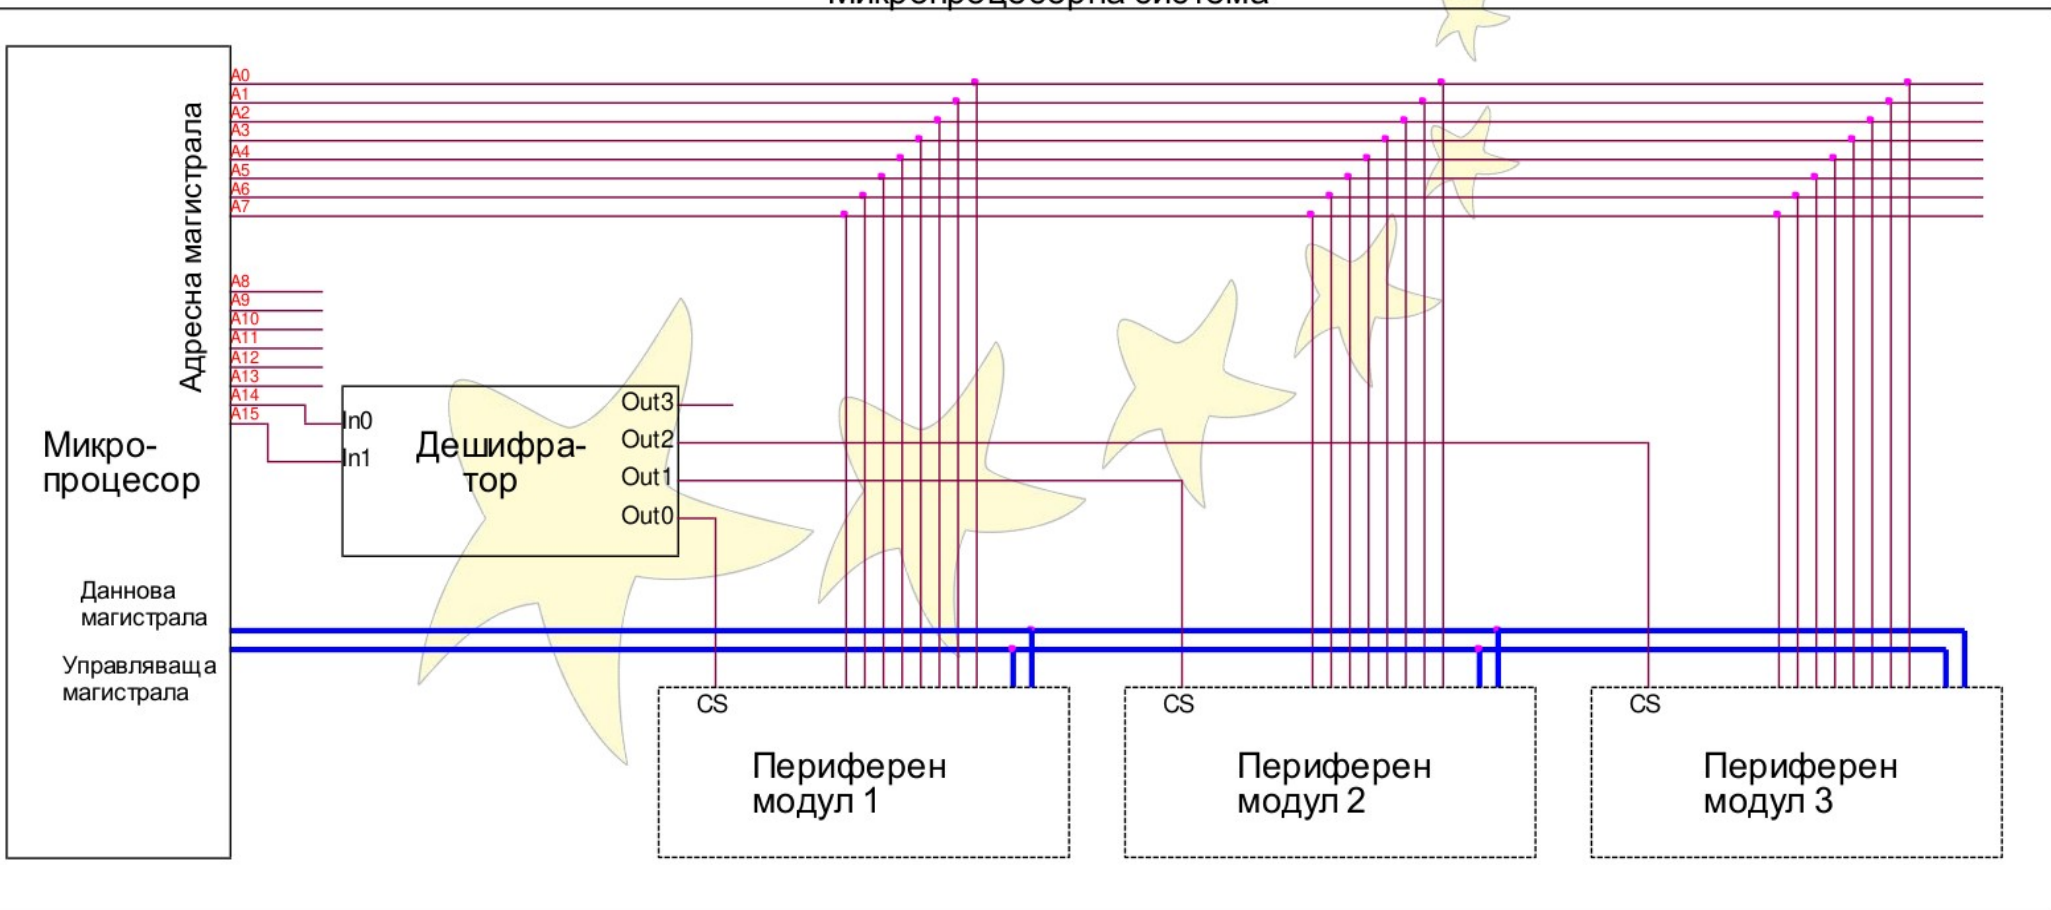 Микропроцесорна система
Адресна магистрала
A0
A1
A2
A3
A4
A5
A6
A7
A8
A9
A10
A11
A12
A13
A14
A15
In0
In1
Дешифра-
тор
Out3
Out2
Out1
Out0
Микро-
процесор
Даннова
магистрала
Управляваща
магистрала
CS
Периферен
модул 1
CS
Периферен
модул 2
CS
Периферен
модул 3